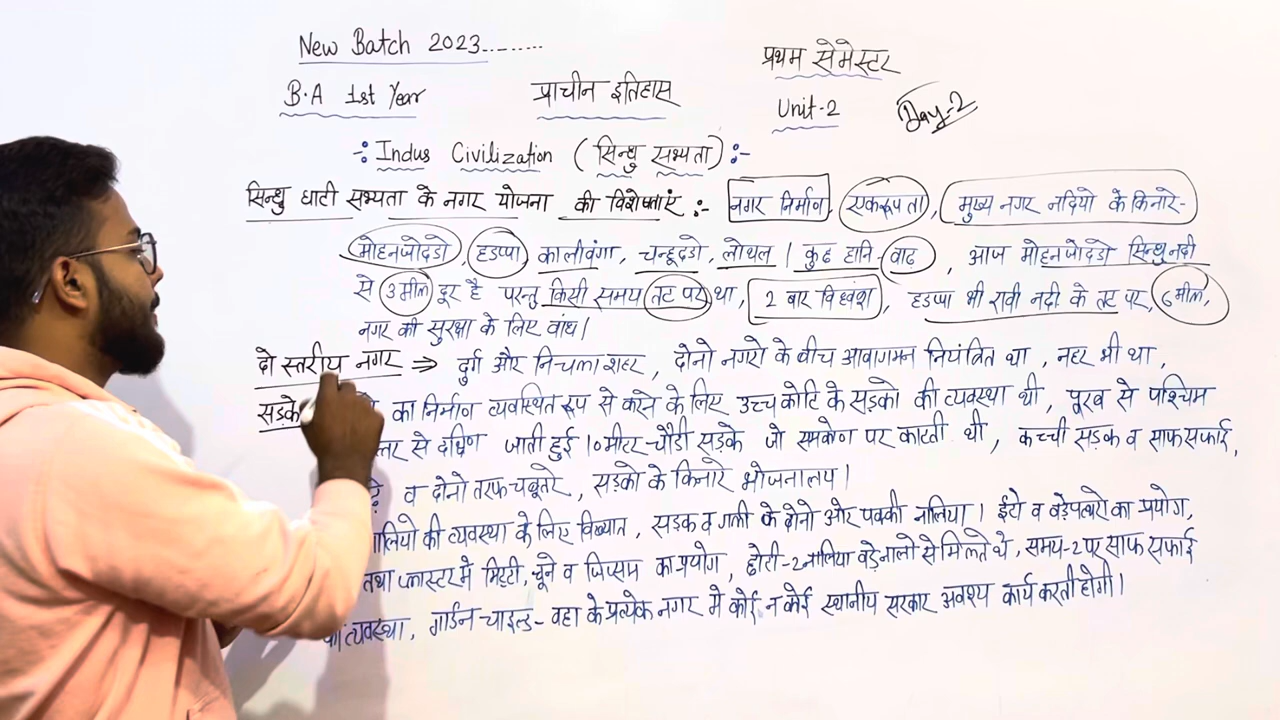 New Batch 2023.........
प्रथम सेमेस्टर
B.A 1st Year
प्राचीन इतिहास
Unit-2
Day-2
-: Indus Civilization (सिन्धु सभ्यता) :-
सिन्धु घाटी सभ्यता के नगर योजना की विशेषताएं :- नगर निर्माण, एकरूपता, मुख्य नगर नदियो के किनारे-
मोहनजोदडो, हडप्पा कालीबंगा, चन्हूदडो, लोथल। कुछ हानि-बाढ, आज मोहनजोदडो सिन्धु नदी
से 3 मील दूर है परन्तु किसी समय तट पर था, 2 बार विध्वंश, हडप्पा भी रावी नदी के तट पर, 6 मील,
नगर की सुरक्षा के लिए बांध।
दो स्तरीय नगर ⇒ दुर्ग और निचला शहर, दोनो नगरो के बीच आवागमन नियंत्रित था, नहर भी था,
सड़के का निर्माण व्यवस्थित रूप से करने के लिए उच्च कोटि के सड़को की व्यवस्था थी, पूरब से पश्चिम
त्तर से दक्षिण जाती हुई 10 मीटर-चौडी सड़के जो समकोण पर काटती थी, कच्ची सड़क व साफ सफाई,
व दोनो तरफ चबूतरे, सड़को के किनारे भोजनालय।
ालियो की व्यवस्था के लिए विख्यात, सड़क व गली के दोनो और पक्की नालिया। ईटो व बड़े पत्थरो का प्रयोग,
तथा प्लास्टर मे मिट्टी, चूने व जिप्सम का प्रयोग, छोटी-2 नालिया बड़े नालो से मिलते थे, समय-2 पर साफ सफाई
की व्यवस्था, गार्डन-चाइल्ड- वहा के प्रत्येक नगर मे कोई न कोई स्थानीय सरकार अवश्य कार्य करती होगी।